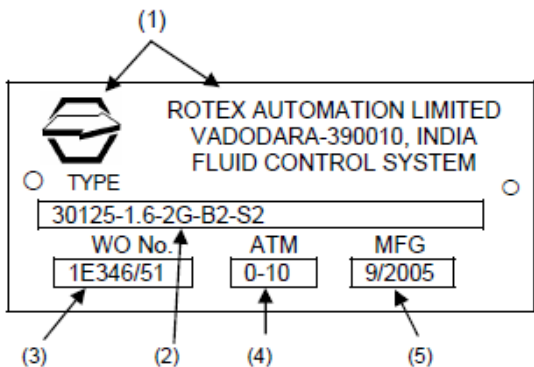 (1)
ROTEX AUTOMATION LIMITED
VADODARA-390010, INDIA
FLUID CONTROL SYSTEM
TYPE
30125-1.6-2G-B2-S2
WO No. ATM MFG
1E346/51 0-10 9/2005
(3) (2) (4) (5)